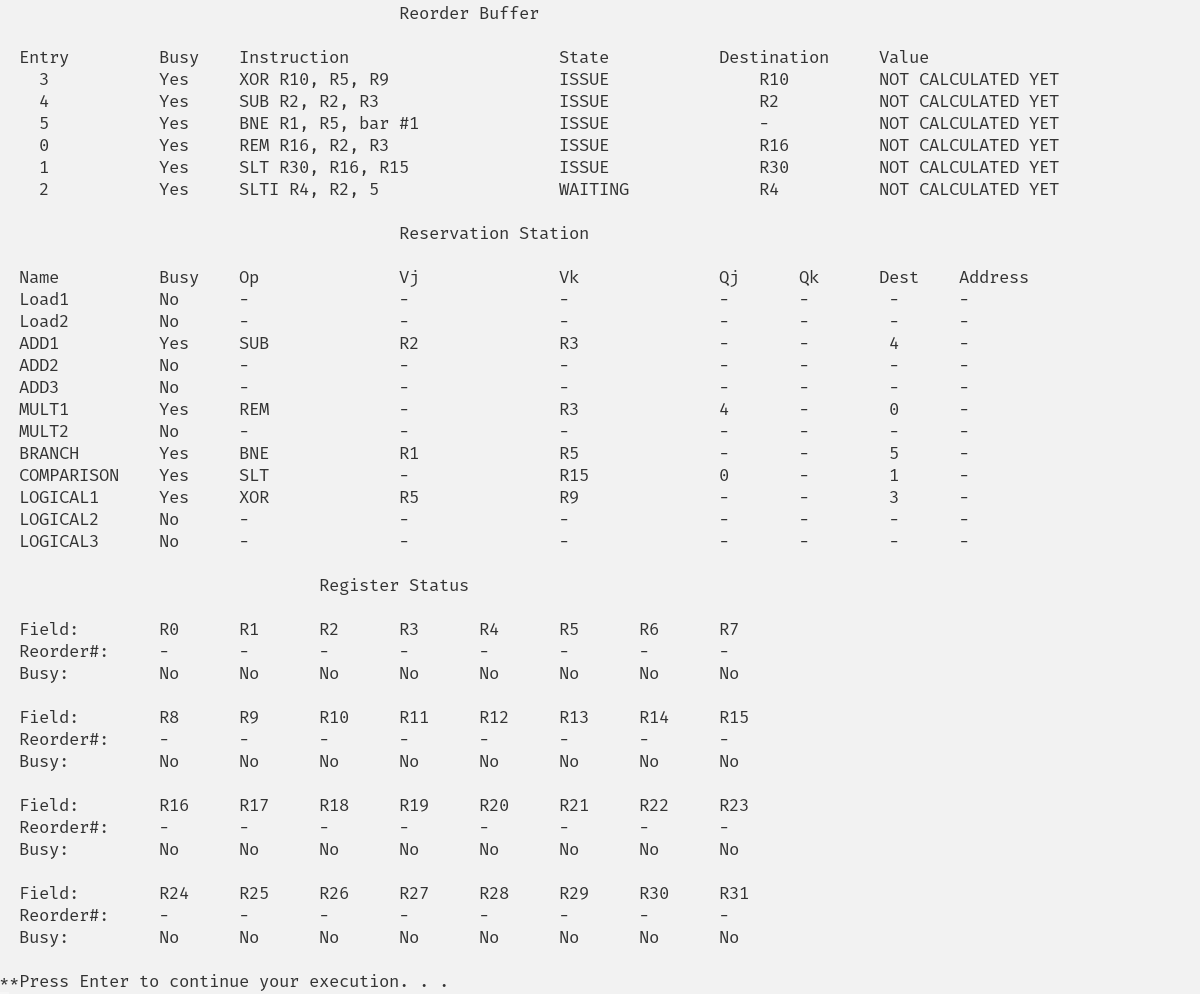 Reorder Buffer
Entry Busy Instruction State Destination Value
3 Yes XOR R10, R5, R9 ISSUE R10 NOT CALCULATED YET
4 Yes SUB R2, R2, R3 ISSUE R2 NOT CALCULATED YET
5 Yes BNE R1, R5, bar #1 ISSUE - NOT CALCULATED YET
0 Yes REM R16, R2, R3 ISSUE R16 NOT CALCULATED YET
1 Yes SLT R30, R16, R15 ISSUE R30 NOT CALCULATED YET
2 Yes SLTI R4, R2, 5 WAITING R4 NOT CALCULATED YET
Reservation Station
Name Busy Op Vj Vk Qj Qk Dest Address
Load1 No - - - - - - -
Load2 No - - - - - - -
ADD1 Yes SUB R2 R3 - - 4 -
ADD2 No - - - - - - -
ADD3 No - - - - - - -
MULT1 Yes REM - R3 4 - 0 -
MULT2 No - - - - - - -
BRANCH Yes BNE R1 R5 - - 5 -
COMPARISON Yes SLT - R15 0 - 1 -
LOGICAL1 Yes XOR R5 R9 - - 3 -
LOGICAL2 No - - - - - - -
LOGICAL3 No - - - - - - -
Register Status
Field: R0 R1 R2 R3 R4 R5 R6 R7
Reorder#: - - - - - - - -
Busy: No No No No No No No No
Field: R8 R9 R10 R11 R12 R13 R14 R15
Reorder#: - - - - - - - -
Busy: No No No No No No No No
Field: R16 R17 R18 R19 R20 R21 R22 R23
Reorder#: - - - - - - - -
Busy: No No No No No No No No
Field: R24 R25 R26 R27 R28 R29 R30 R31
Reorder#: - - - - - - - -
Busy: No No No No No No No No
**Press Enter to continue your execution. . .